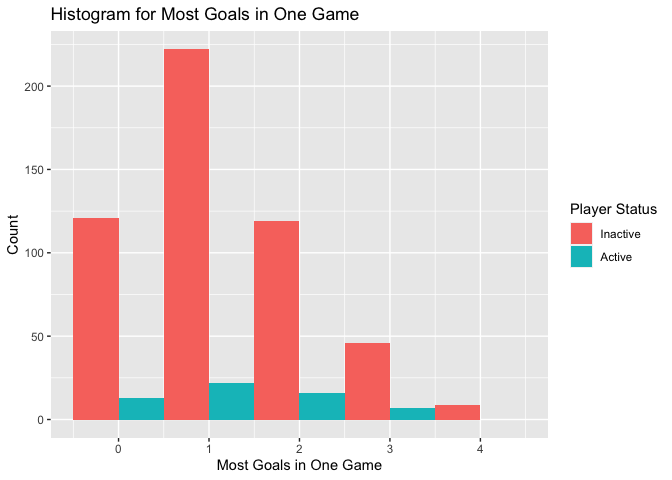 Histogram for Most Goals in One Game
200
150
100
50
0
Count
0 1 2 3 4
Most Goals in One Game
Player Status
Inactive
Active